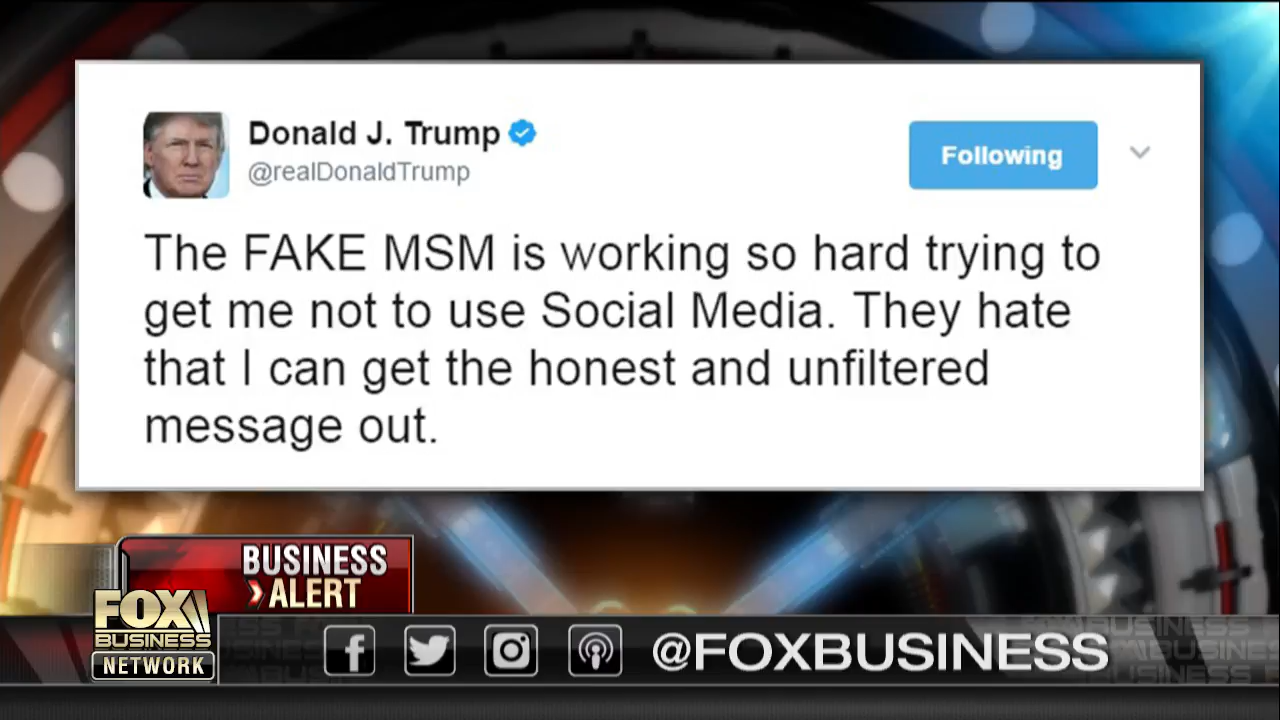 Donald J. Trump
@realDonaldTrump
Following
The FAKE MSM is working so hard trying to
get me not to use Social Media. They hate
that I can get the honest and unfiltered
message out.
BUSINESS
ALERT
FOX
BUSINESS
NETWORK
@FOXBUSINESS